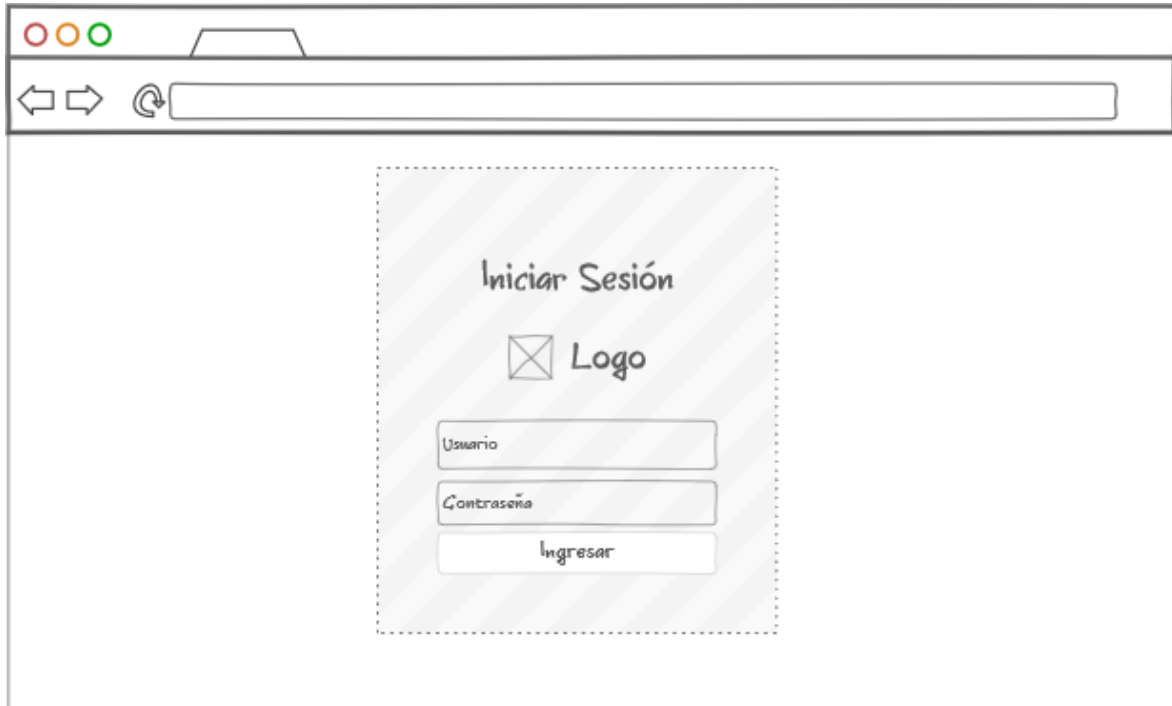 Iniciar Sesión
Logo
Usuario
Contraseña
Ingresar